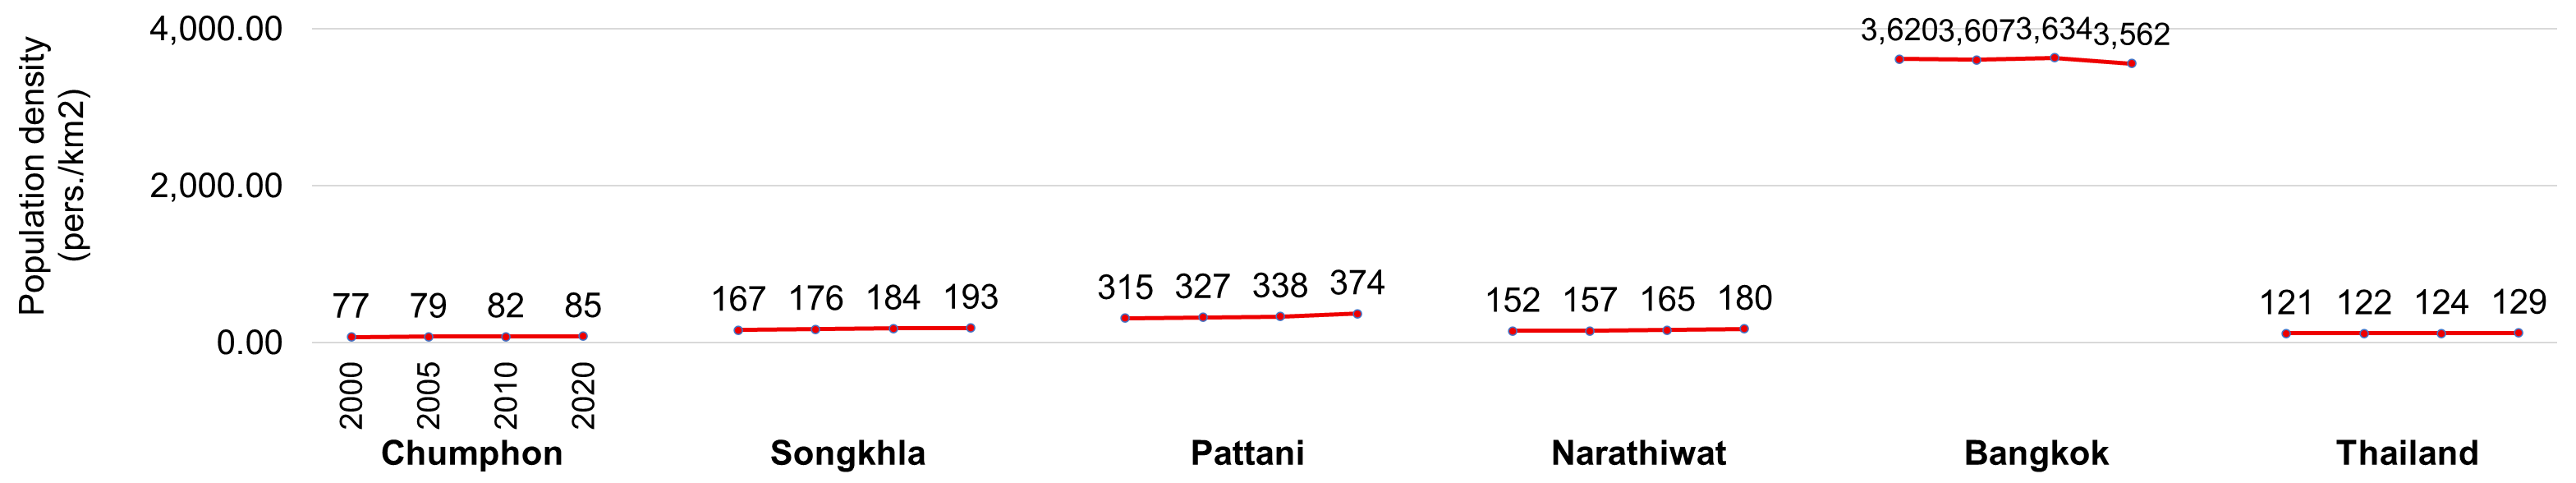 Population density
(pers./km2)
4,000.00
2,000.00
0.00
77 79 82 85
167 176 184 193
315 327 338 374
152 157 165 180
3,620 3,607 3,634 3,562
121 122 124 129
2000 2005 2010 2020
Chumphon Songkhla Pattani Narathiwat Bangkok Thailand